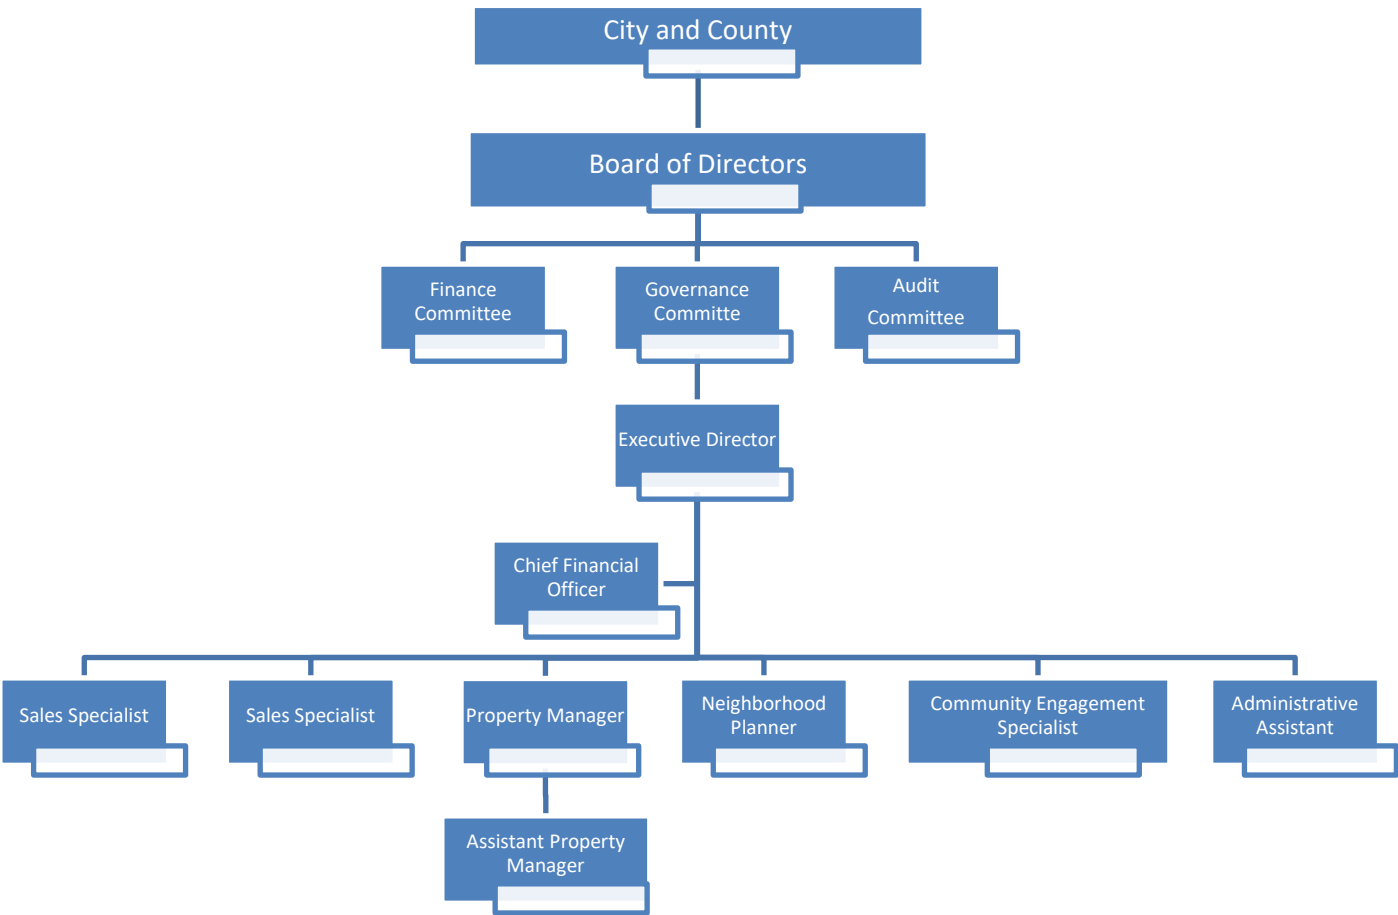 City and County
Board of Directors
Finance
Committee
Governance
Committe
Audit
Committee
Executive Director
Chief Financial
Officer
Sales Specialist
Sales Specialist
Property Manager
Neighborhood
Planner
Community Engagement
Specialist
Administrative
Assistant
Assistant Property
Manager